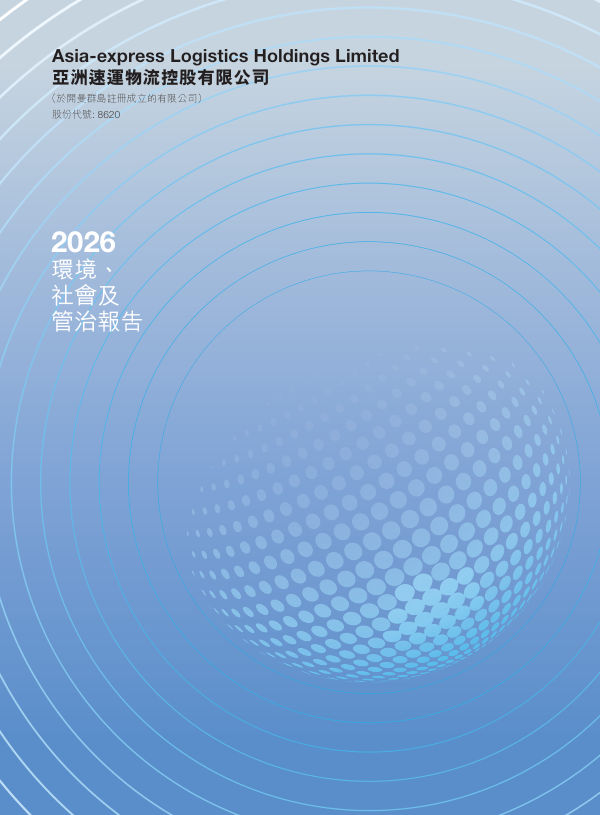 Asia-express Logistics Holdings Limited
亞洲速運物流控股有限公司
（於開曼群島註冊成立的有限公司）
股份代號: 8620
2026
環境、
社會及
管治報告